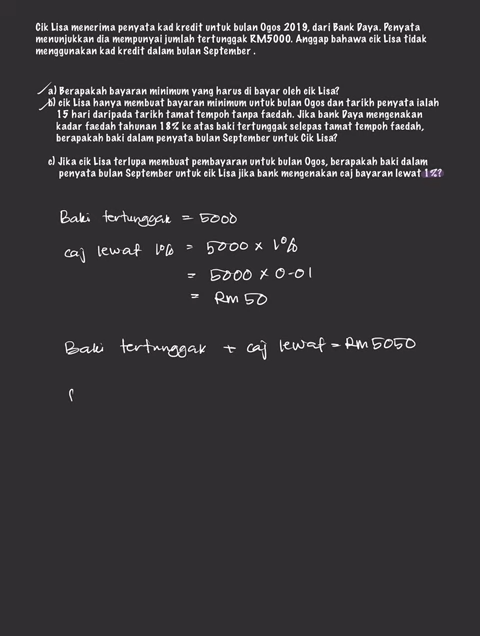 Cik Lisa menerima penyata kad kredit untuk bulan Ogos 2019, dari Bank Daya. Penyata
menunjukkan dia mempunyai jumlah tertunggak RM5000. Anggap bahawa cik Lisa tidak
menggunakan kad kredit dalam bulan September .
a) Berapakah bayaran minimum yang harus di bayar oleh cik Lisa?
b) cik Lisa hanya membuat bayaran minimum untuk bulan Ogos dan tarikh penyata ialah
15 hari daripada tarikh tamat tempoh tanpa faedah. Jika bank Daya mengenakan
kadar faedah tahunan 18% ke atas baki tertunggak selepas tamat tempoh faedah,
berapakah baki dalam penyata bulan September untuk Cik Lisa?
c) Jika cik Lisa terlupa membuat pembayaran untuk bulan Ogos, berapakah baki dalam
penyata bulan September untuk cik Lisa jika bank mengenakan caj bayaran lewat 1%?
Baki tertunggak = 5000
caj lewat 1% = 5000 × 1%
= 5000 × 0.01
= RM 50
Baki tertunggak + caj lewat = RM 5050